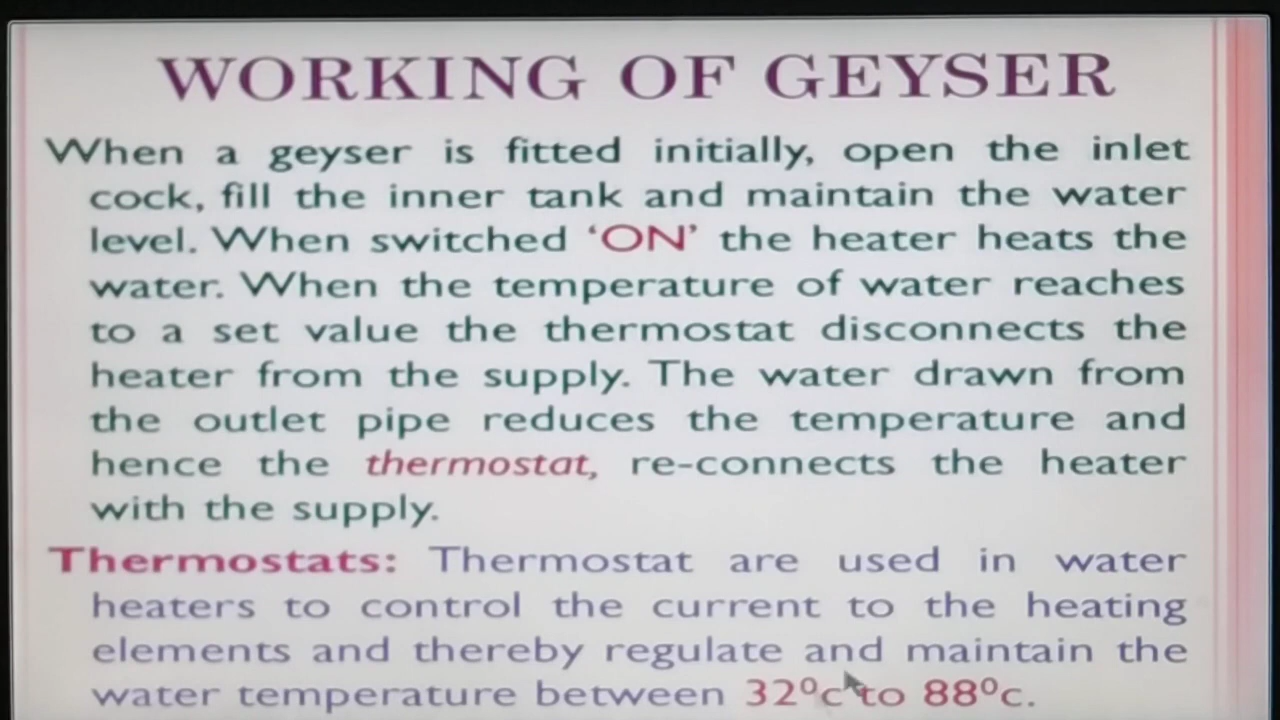 WORKING OF GEYSER
When a geyser is fitted initially, open the inlet
cock, fill the inner tank and maintain the water
level. When switched ‘ON’ the heater heats the
water. When the temperature of water reaches
to a set value the thermostat disconnects the
heater from the supply. The water drawn from
the outlet pipe reduces the temperature and
hence the thermostat, re-connects the heater
with the supply.
Thermostats: Thermostat are used in water
heaters to control the current to the heating
elements and thereby regulate and maintain the
water temperature between 32⁰c to 88⁰c.